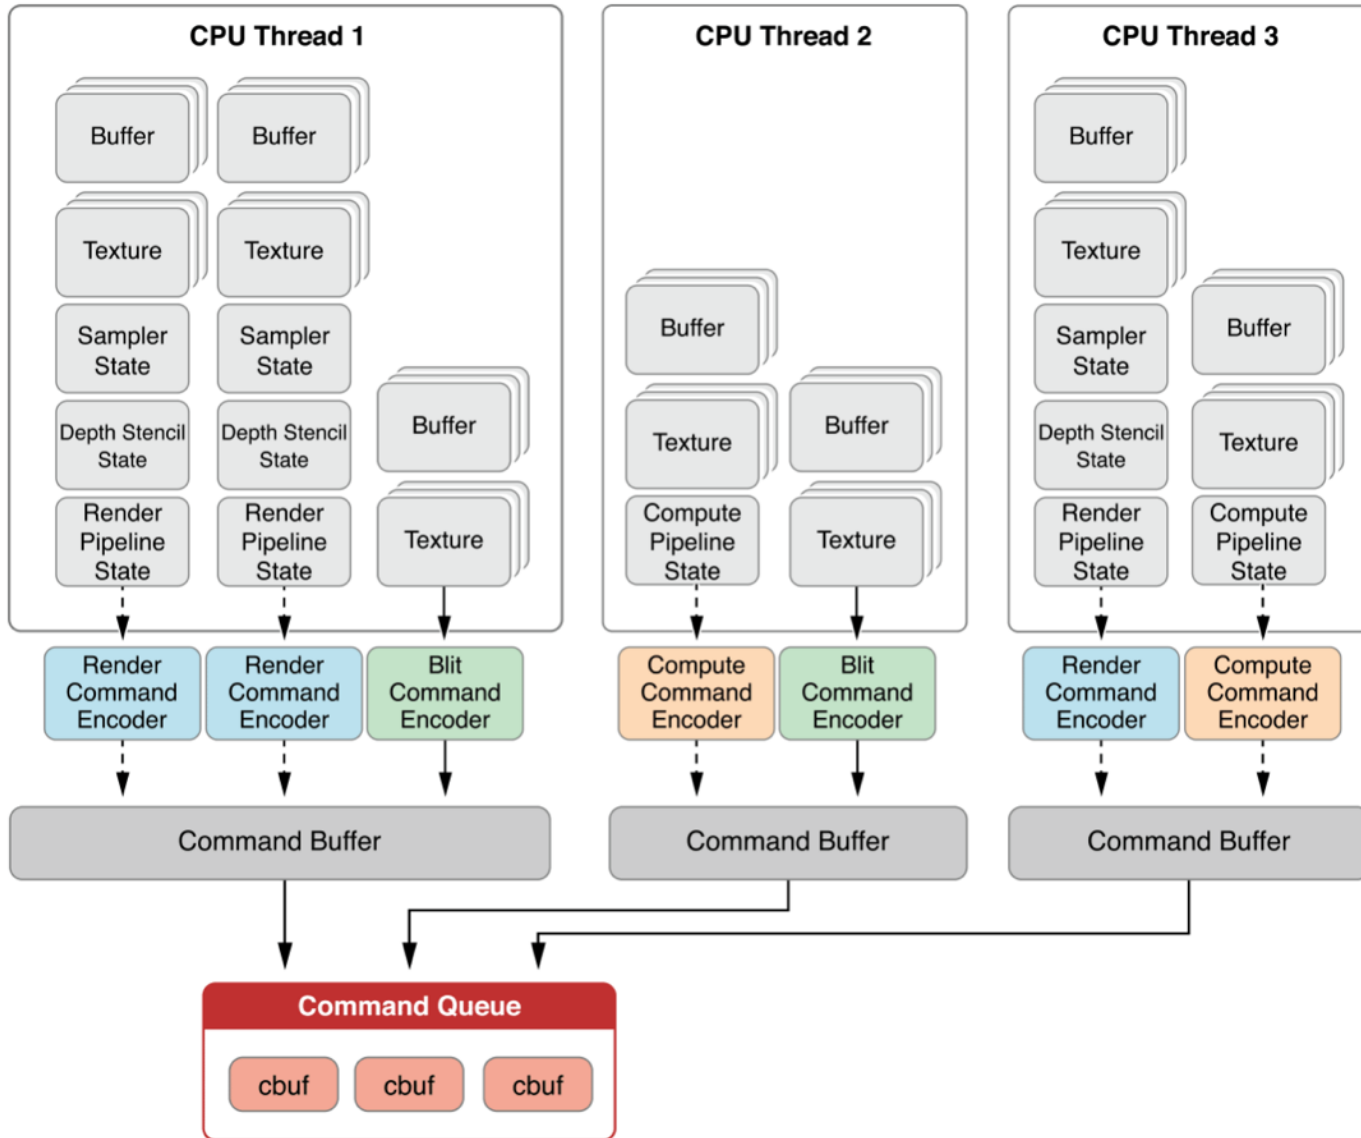 CPU Thread 1
Buffer
Texture
Sampler
State
Depth Stencil
State
Render
Pipeline
State
Buffer
Texture
Sampler
State
Depth Stencil
State
Render
Pipeline
State
Buffer
Texture
Render
Command
Encoder
Render
Command
Encoder
Blit
Command
Encoder
Command Buffer
CPU Thread 2
Buffer
Texture
Compute
Pipeline
State
Buffer
Texture
Compute
Command
Encoder
Blit
Command
Encoder
Command Buffer
CPU Thread 3
Buffer
Texture
Sampler
State
Depth Stencil
State
Render
Pipeline
State
Buffer
Texture
Compute
Pipeline
State
Render
Command
Encoder
Compute
Command
Encoder
Command Buffer
Command Queue
cbuf
cbuf
cbuf